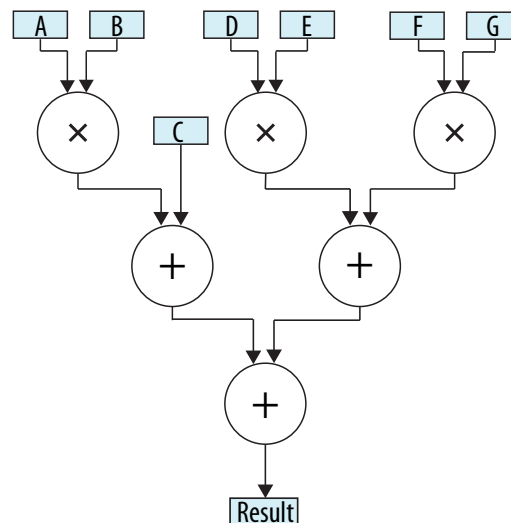 A B D E F G
× C × ×
+ +
+
Result